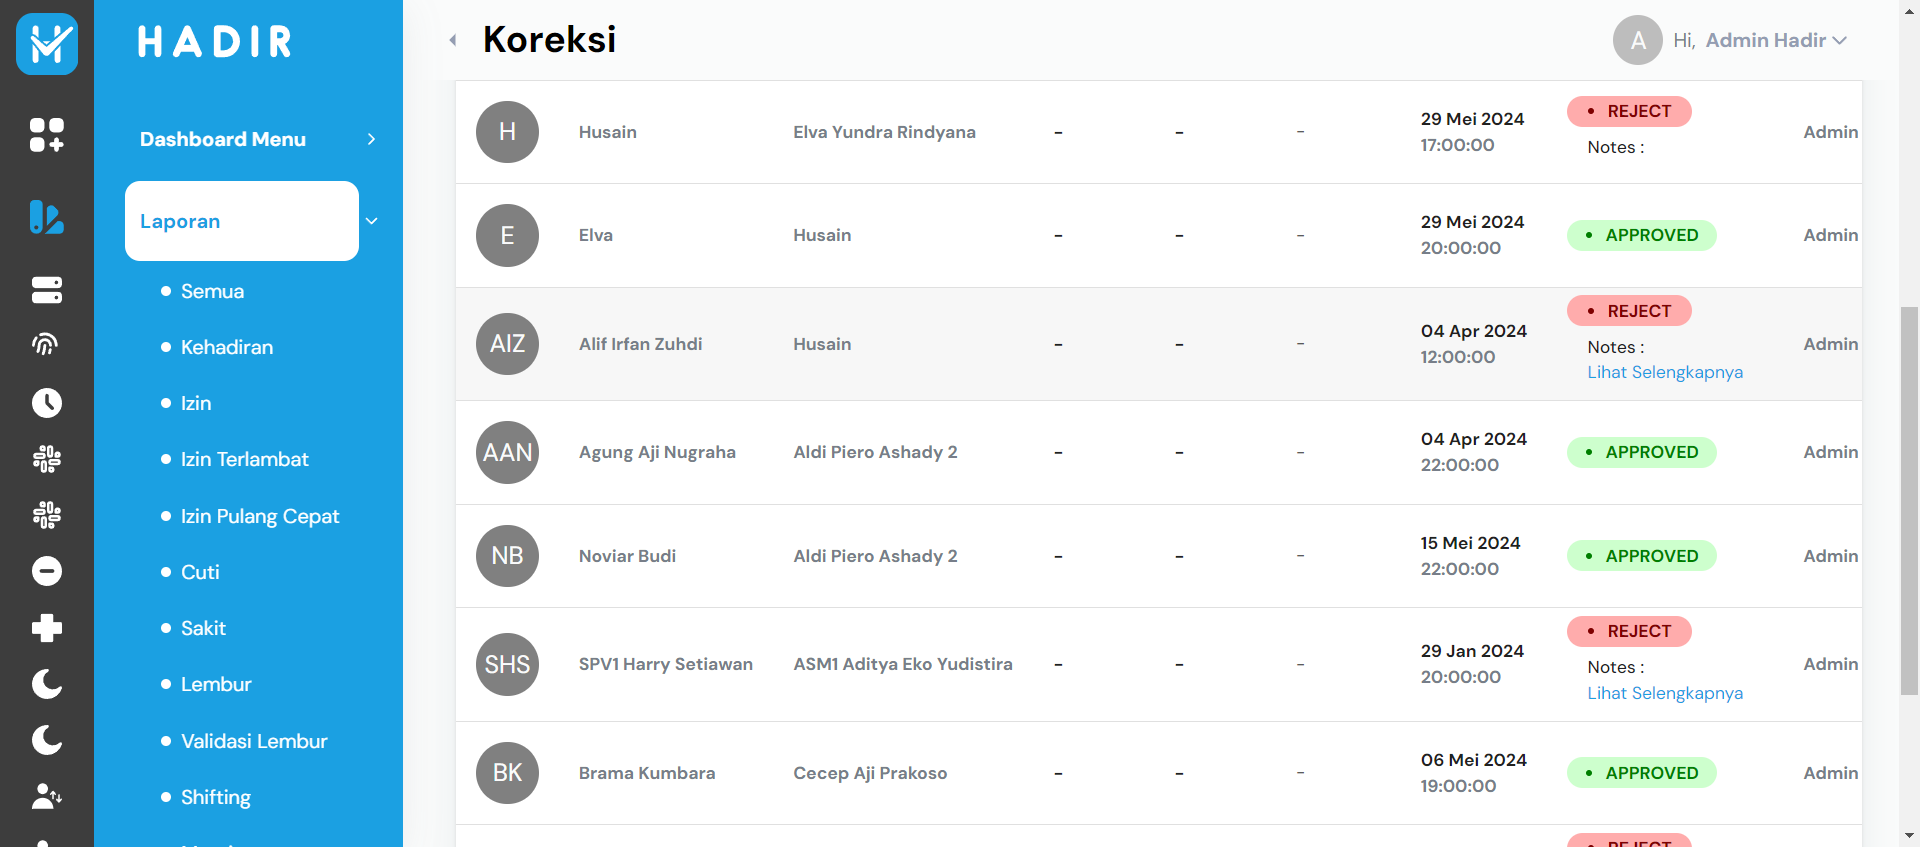 HADIR
Koreksi
A
Hi, Admin Hadir
Dashboard Menu
Laporan
Semua
Kehadiran
Izin
Izin Terlambat
Izin Pulang Cepat
Cuti
Sakit
Lembur
Validasi Lembur
Shifting
H Husain Elva Yundra Rindyana - - - 29 Mei 2024 REJECT Admin
17:00:00 Notes :
E Elva Husain - - - 29 Mei 2024 APPROVED Admin
20:00:00
AIZ Alif Irfan Zuhdi Husain - - - 04 Apr 2024 REJECT Admin
12:00:00 Notes :
Lihat Selengkapnya
AAN Agung Aji Nugraha Aldi Piero Ashady 2 - - - 04 Apr 2024 APPROVED Admin
22:00:00
NB Noviar Budi Aldi Piero Ashady 2 - - - 15 Mei 2024 APPROVED Admin
22:00:00
SHS SPV1 Harry Setiawan ASM1 Aditya Eko Yudistira - - - 29 Jan 2024 REJECT Admin
20:00:00 Notes :
Lihat Selengkapnya
BK Brama Kumbara Cecep Aji Prakoso - - - 06 Mei 2024 APPROVED Admin
19:00:00
REJECT